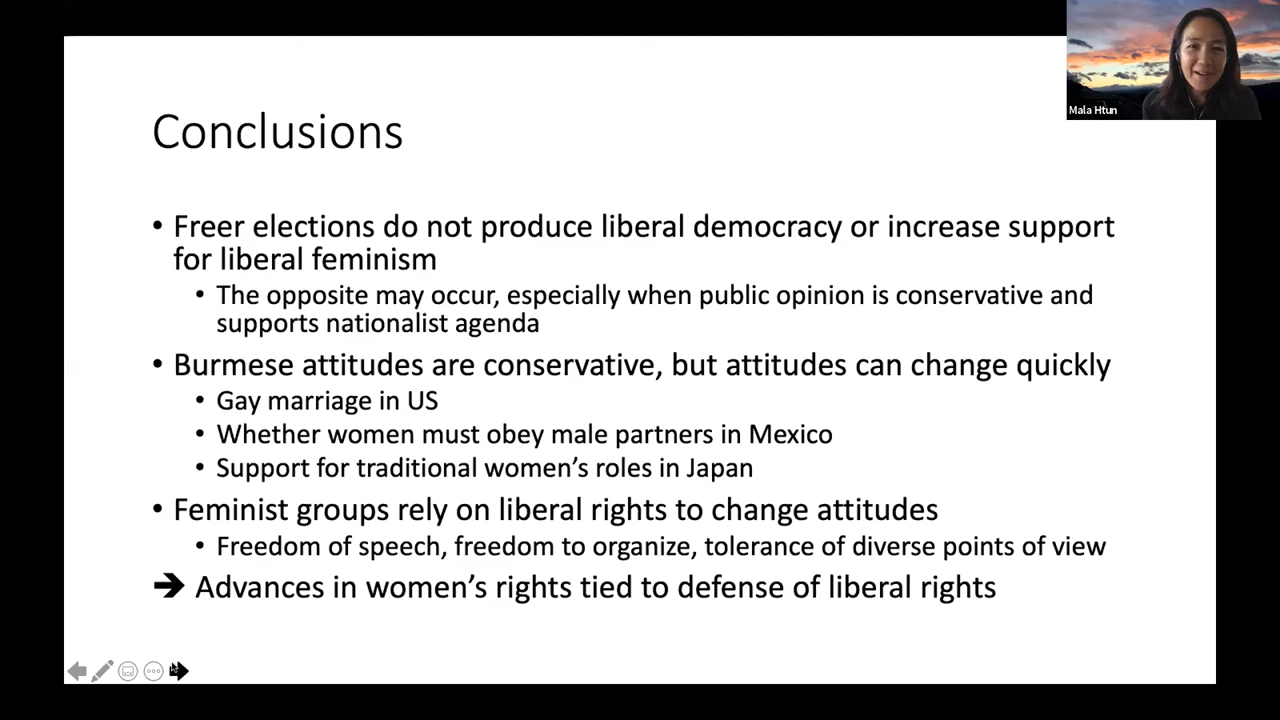 Mala Htun
Conclusions
• Freer elections do not produce liberal democracy or increase support
for liberal feminism
• The opposite may occur, especially when public opinion is conservative and
supports nationalist agenda
• Burmese attitudes are conservative, but attitudes can change quickly
• Gay marriage in US
• Whether women must obey male partners in Mexico
• Support for traditional women’s roles in Japan
• Feminist groups rely on liberal rights to change attitudes
• Freedom of speech, freedom to organize, tolerance of diverse points of view
➔ Advances in women’s rights tied to defense of liberal rights